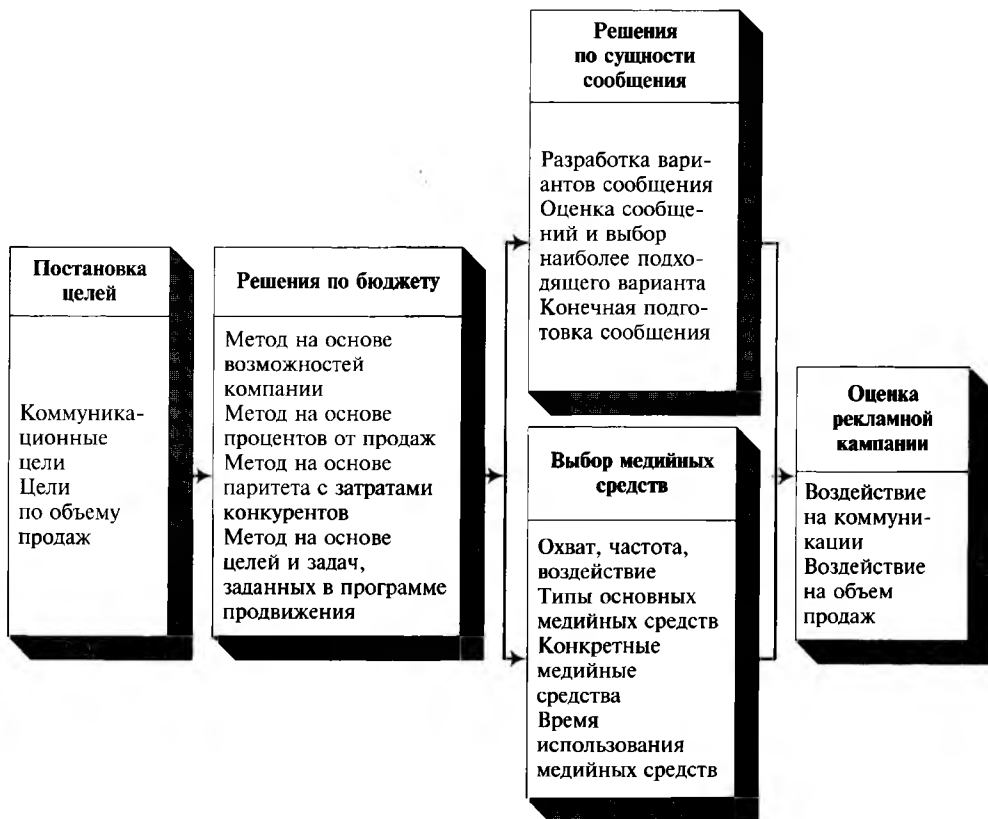 Постановка
целей
Коммуника-
ционные
цели
Цели
по объему
продаж
Решения по бюджету
Метод на основе
возможностей
компании
Метод на основе
процентов от продаж
Метод на основе
паритета с затратами
конкурентов
Метод на основе
целей и задач,
заданных в программе
продвижения
Решения
по сущности
сообщения
Разработка вари-
антов сообщения
Оценка сообще-
ний и выбор
наиболее подхо-
дящего варианта
Конечная подго-
товка сообщения
Выбор медийных
средств
Охват, частота,
воздействие
Типы основных
медийных средств
Конкретные
медийные
средства
Время
использования
медийных средств
Оценка
рекламной
кампании
Воздействие
на коммуни-
кации
Воздействие
на объем
продаж